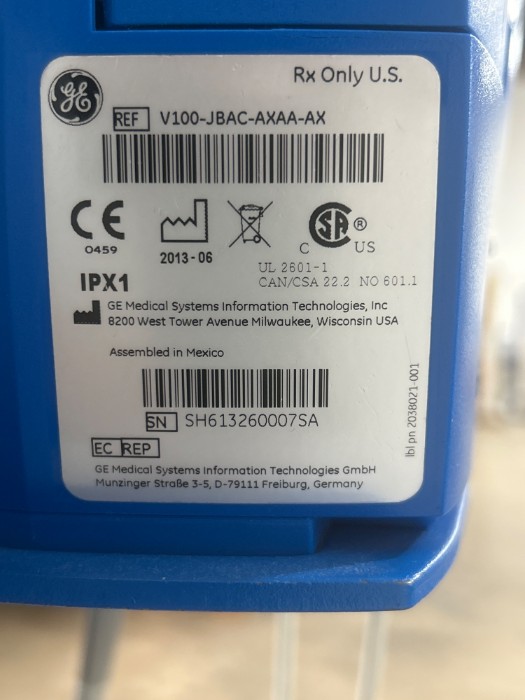 GE
Rx Only U.S.
REF V100-JBAC-AXAA-AX
CE
0459
2013-06
C SA ® US
IPX1
UL 2601-1
CAN/CSA 22.2 NO 601.1
GE Medical Systems Information Technologies, Inc
8200 West Tower Avenue Milwaukee, Wisconsin USA
Assembled in Mexico
SN SH613260007SA
EC REP
GE Medical Systems Information Technologies GmbH
Munzinger Straße 3-5, D-79111 Freiburg, Germany
lbl pn 2038021-001